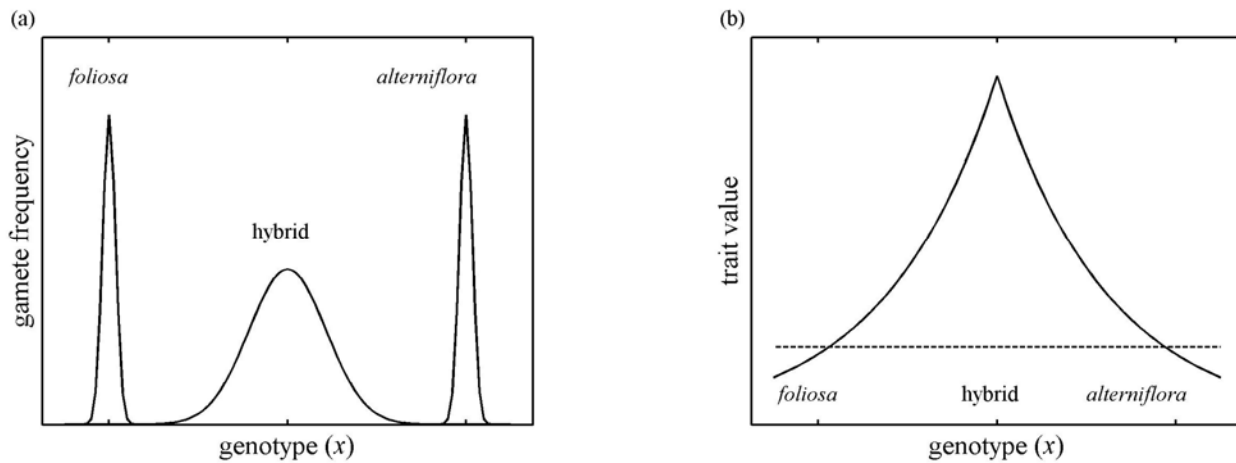 (a)
foliosa
alterniflora
hybrid
gamete frequency
genotype (x)
(b)
trait value
foliosa
hybrid
alterniflora
genotype (x)